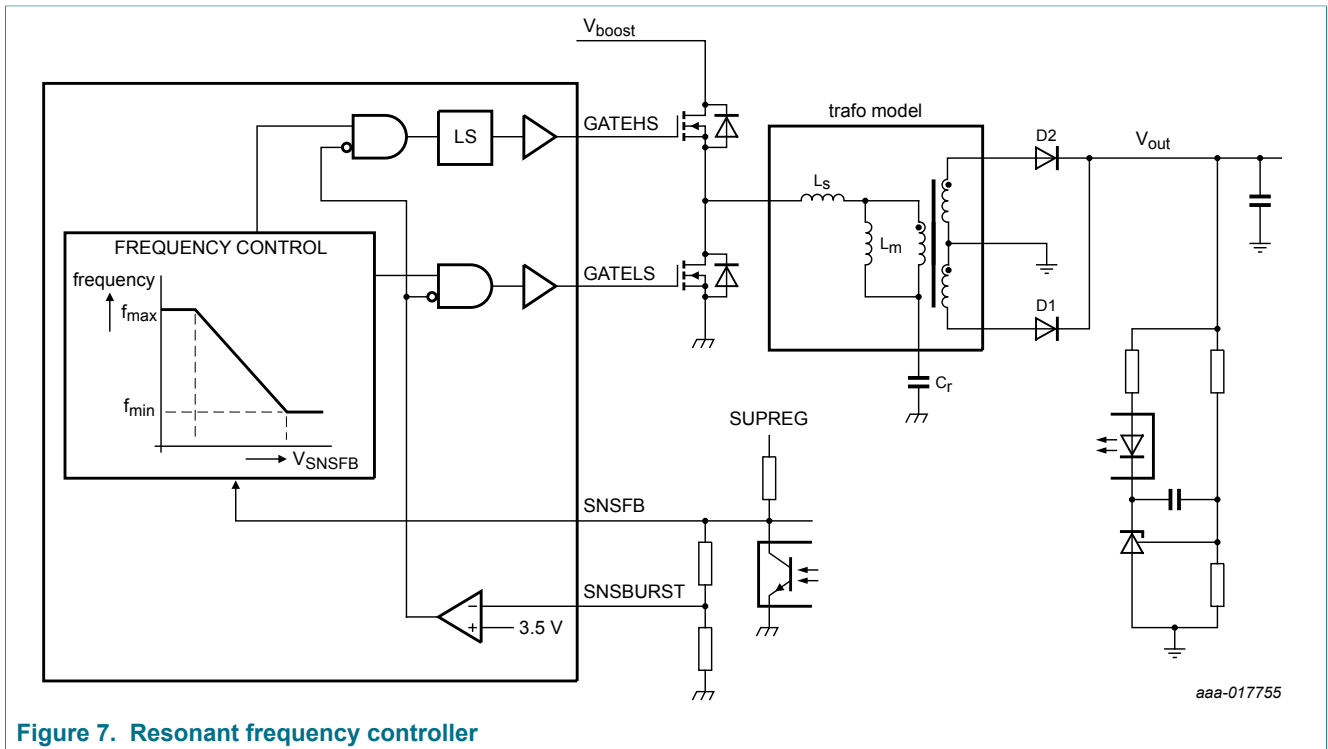 Vboost
trafo model
GATEHS
LS
D2
Vout
Ls
Lm
FREQUENCY CONTROL
frequency
fmax
fmin
VSNSFB
GATELS
D1
Cr
SUPREG
SNSFB
SNSBURST
−
+
3.5 V
aaa-017755
Figure 7. Resonant frequency controller